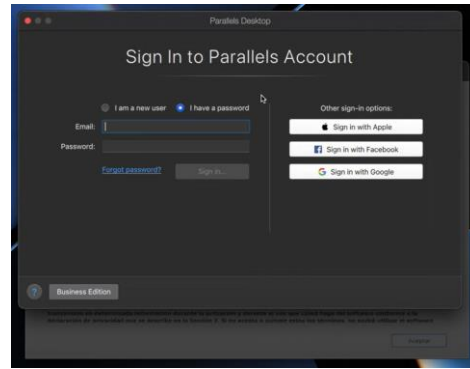 Parallels Desktop
Sign In to Parallels Account
I am a new user
I have a password
Email:
Password:
Forgot password?
Sign in...
Other sign-in options:
Sign in with Apple
Sign in with Facebook
Sign in with Google
?
Business Edition